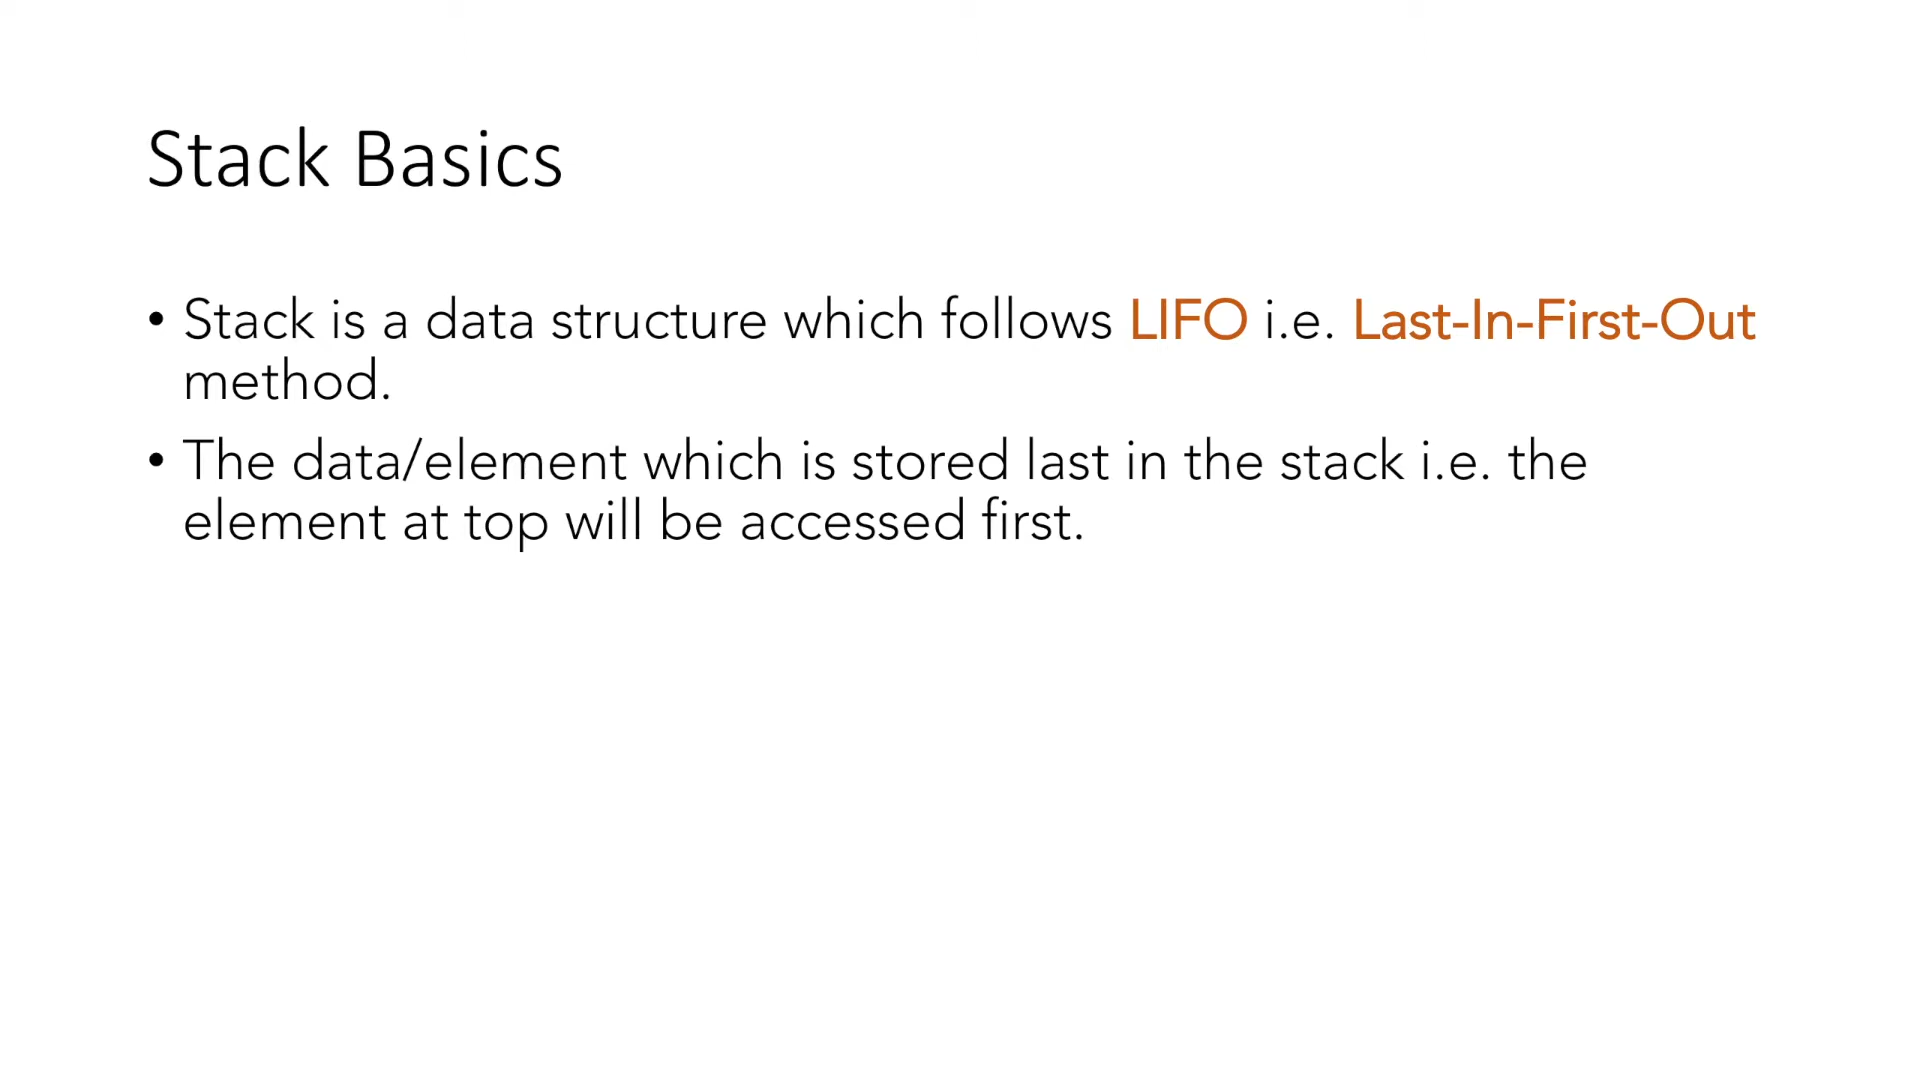 Stack Basics
• Stack is a data structure which follows LIFO i.e. Last-In-First-Out
method.
• The data/element which is stored last in the stack i.e. the
element at top will be accessed first.